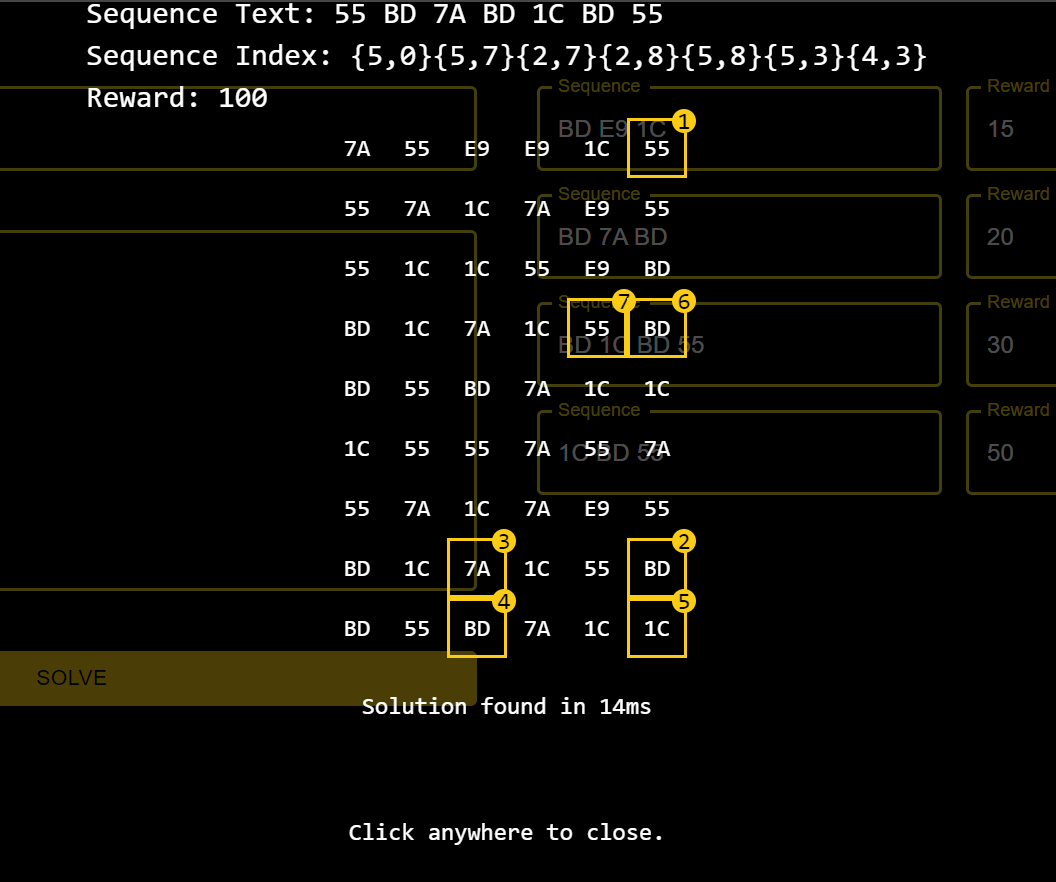 Sequence Text: 55 BD 7A BD 1C BD 55
Sequence Index: {5,0}{5,7}{2,7}{2,8}{5,8}{5,3}{4,3}
Reward: 100
Sequence Reward
BD E9 1C 15
1
7A 55 E9 E9 1C 55
Sequence Reward
55 7A 1C 7A E9 55
BD 7A BD 20
55 1C 1C 55 E9 BD
Sequence Reward
7 6
BD 1C 7A 1C 55 BD
BD 1C BD 55 30
BD 55 BD 7A 1C 1C
Sequence Reward
1C 55 55 7A 55 7A
1C BD 55 50
55 7A 1C 7A E9 55
3 2
BD 1C 7A 1C 55 BD
4 5
BD 55 BD 7A 1C 1C
SOLVE
Solution found in 14ms
Click anywhere to close.